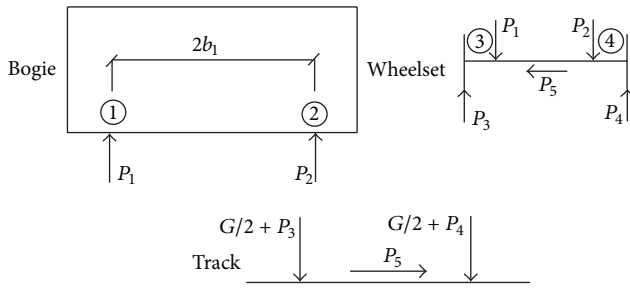 Bogie
2b₁
①
②
P₁
P₂
Wheelset
③
P₁
P₂
④
P₅
P₃
P₄
G/2 + P₃
G/2 + P₄
P₅
Track